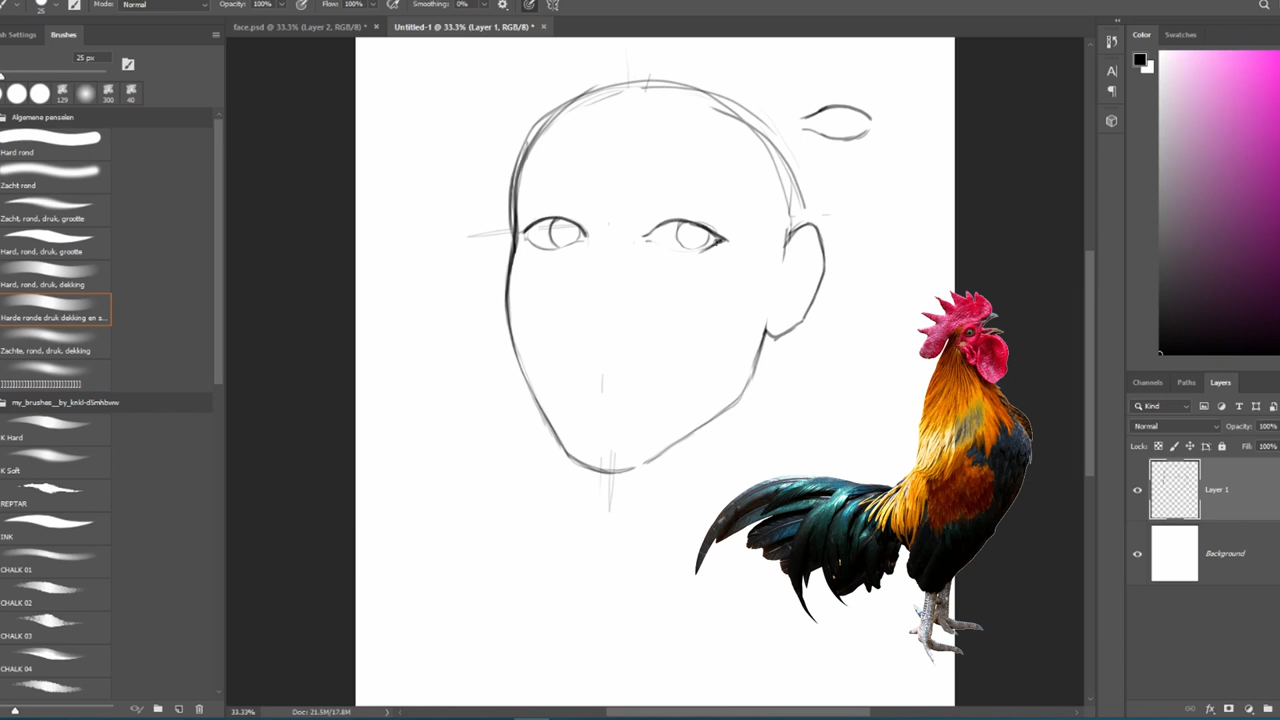 25
Mode: Normal
Opacity: 100%
Flow: 100%
Smoothing: 0%
face.psd @ 33.3% (Layer 2, RGB/8) *
Untitled-1 @ 33.3% (Layer 1, RGB/8) *
sh Settings
Brushes
25 px
129
300
40
Algemene penselen
Hard rond
Zacht rond
Zacht, rond, druk, grootte
Hard, rond, druk, grootte
Hard, rond, druk, dekking
Harde ronde druk dekking en s...
Zachte, rond, druk, dekking
my_brushes__by_knkl-d5mhbww
K Hard
K Soft
REPTAR
INK
CHALK 01
CHALK 02
CHALK 03
CHALK 04
33.33%
Doc: 21.5M/17.8M
Color
Swatches
Channels
Paths
Layers
Kind
Normal
Opacity: 100%
Lock:
Fill: 100%
Layer 1
Background